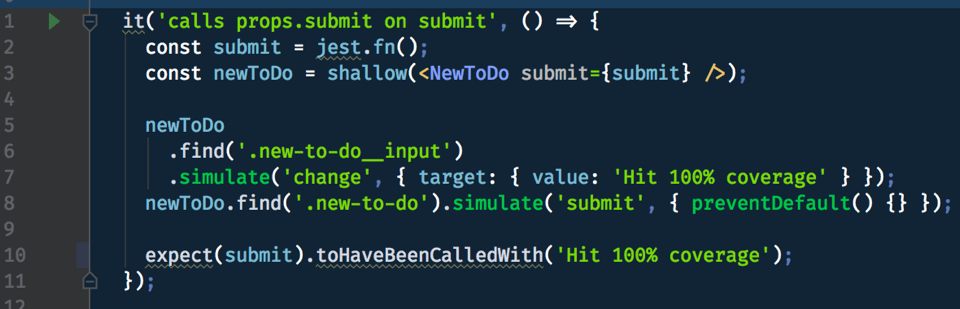 1 it('calls props.submit on submit', () => {
2 const submit = jest.fn();
3 const newToDo = shallow(<NewToDo submit={submit} />);
4
5 newToDo
6 .find('.new-to-do__input')
7 .simulate('change', { target: { value: 'Hit 100% coverage' } });
8 newToDo.find('.new-to-do').simulate('submit', { preventDefault() {} });
9
10 expect(submit).toHaveBeenCalledWith('Hit 100% coverage');
11 });
12